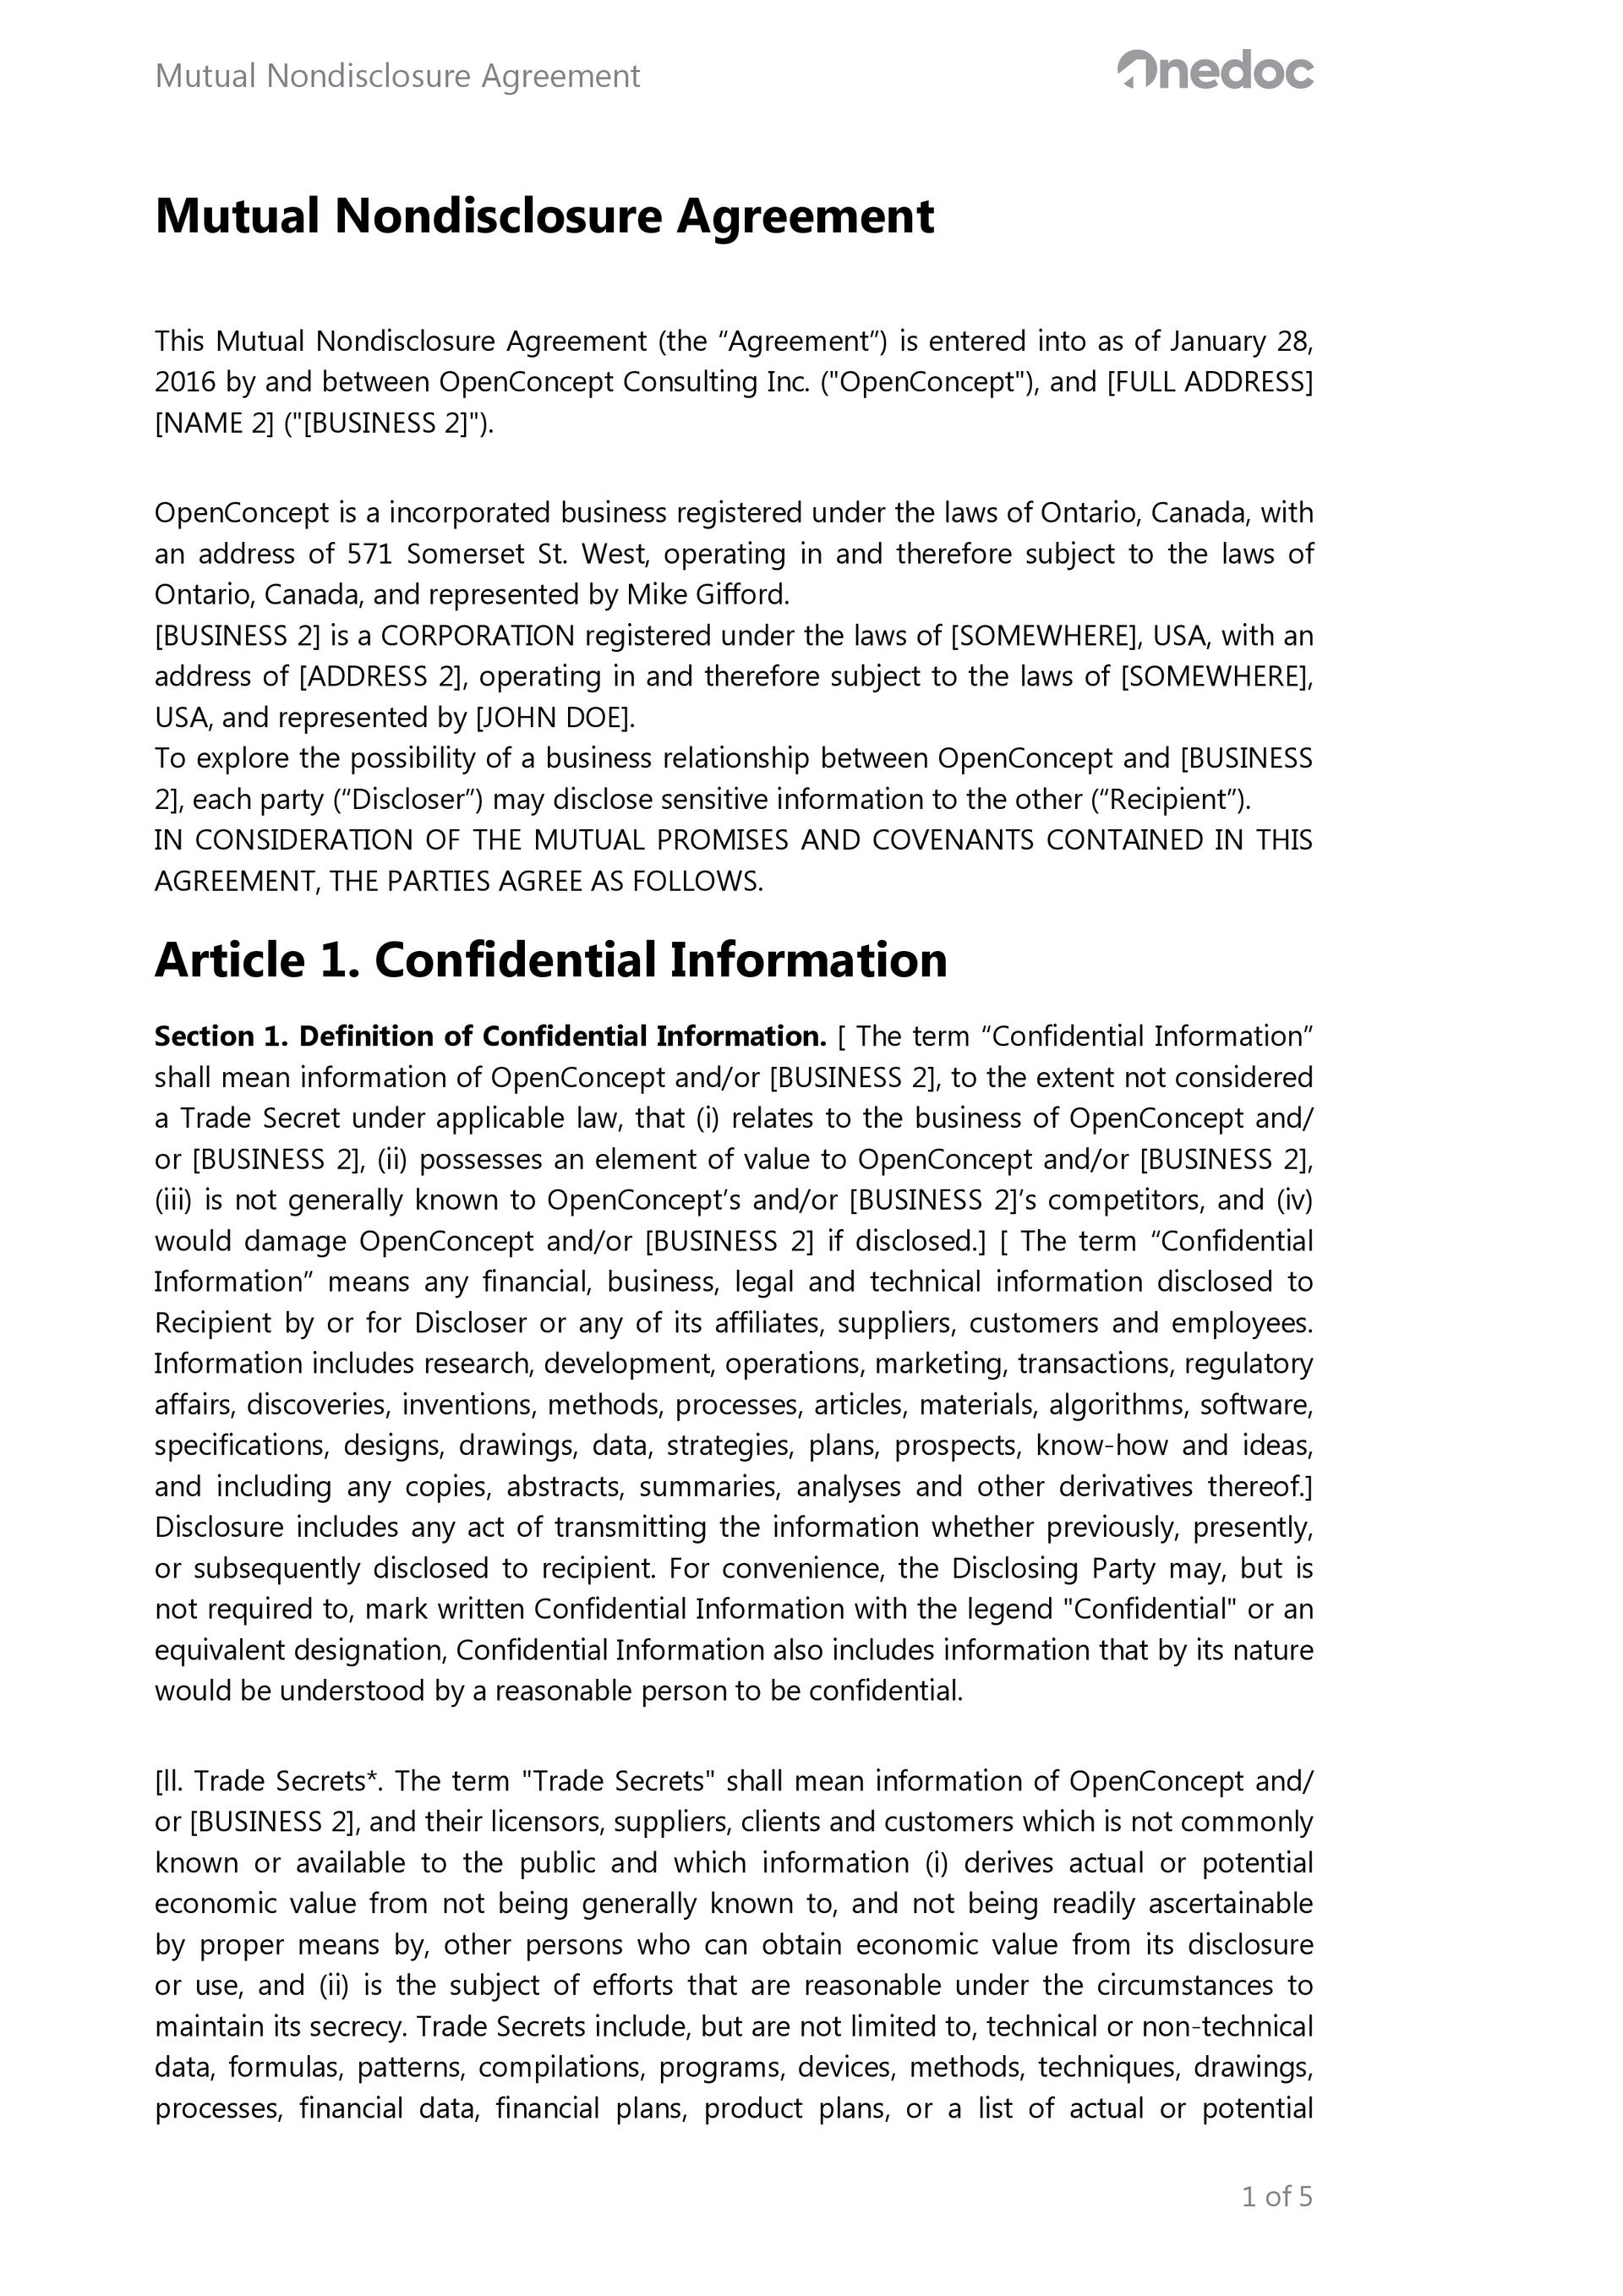 Mutual Nondisclosure Agreement
Onedoc
Mutual Nondisclosure Agreement
This Mutual Nondisclosure Agreement (the “Agreement”) is entered into as of January 28,
2016 by and between OpenConcept Consulting Inc. ("OpenConcept"), and [FULL ADDRESS]
[NAME 2] ("[BUSINESS 2]").
OpenConcept is a incorporated business registered under the laws of Ontario, Canada, with
an address of 571 Somerset St. West, operating in and therefore subject to the laws of
Ontario, Canada, and represented by Mike Gifford.
[BUSINESS 2] is a CORPORATION registered under the laws of [SOMEWHERE], USA, with an
address of [ADDRESS 2], operating in and therefore subject to the laws of [SOMEWHERE],
USA, and represented by [JOHN DOE].
To explore the possibility of a business relationship between OpenConcept and [BUSINESS
2], each party (“Discloser”) may disclose sensitive information to the other (“Recipient”).
IN CONSIDERATION OF THE MUTUAL PROMISES AND COVENANTS CONTAINED IN THIS
AGREEMENT, THE PARTIES AGREE AS FOLLOWS.
Article 1. Confidential Information
Section 1. Definition of Confidential Information. [ The term “Confidential Information”
shall mean information of OpenConcept and/or [BUSINESS 2], to the extent not considered
a Trade Secret under applicable law, that (i) relates to the business of OpenConcept and/
or [BUSINESS 2], (ii) possesses an element of value to OpenConcept and/or [BUSINESS 2],
(iii) is not generally known to OpenConcept’s and/or [BUSINESS 2]’s competitors, and (iv)
would damage OpenConcept and/or [BUSINESS 2] if disclosed.] [ The term “Confidential
Information” means any financial, business, legal and technical information disclosed to
Recipient by or for Discloser or any of its affiliates, suppliers, customers and employees.
Information includes research, development, operations, marketing, transactions, regulatory
affairs, discoveries, inventions, methods, processes, articles, materials, algorithms, software,
specifications, designs, drawings, data, strategies, plans, prospects, know-how and ideas,
and including any copies, abstracts, summaries, analyses and other derivatives thereof.]
Disclosure includes any act of transmitting the information whether previously, presently,
or subsequently disclosed to recipient. For convenience, the Disclosing Party may, but is
not required to, mark written Confidential Information with the legend "Confidential" or an
equivalent designation, Confidential Information also includes information that by its nature
would be understood by a reasonable person to be confidential.
[ll. Trade Secrets*. The term "Trade Secrets" shall mean information of OpenConcept and/
or [BUSINESS 2], and their licensors, suppliers, clients and customers which is not commonly
known or available to the public and which information (i) derives actual or potential
economic value from not being generally known to, and not being readily ascertainable
by proper means by, other persons who can obtain economic value from its disclosure
or use, and (ii) is the subject of efforts that are reasonable under the circumstances to
maintain its secrecy. Trade Secrets include, but are not limited to, technical or non-technical
data, formulas, patterns, compilations, programs, devices, methods, techniques, drawings,
processes, financial data, financial plans, product plans, or a list of actual or potential
1 of 5